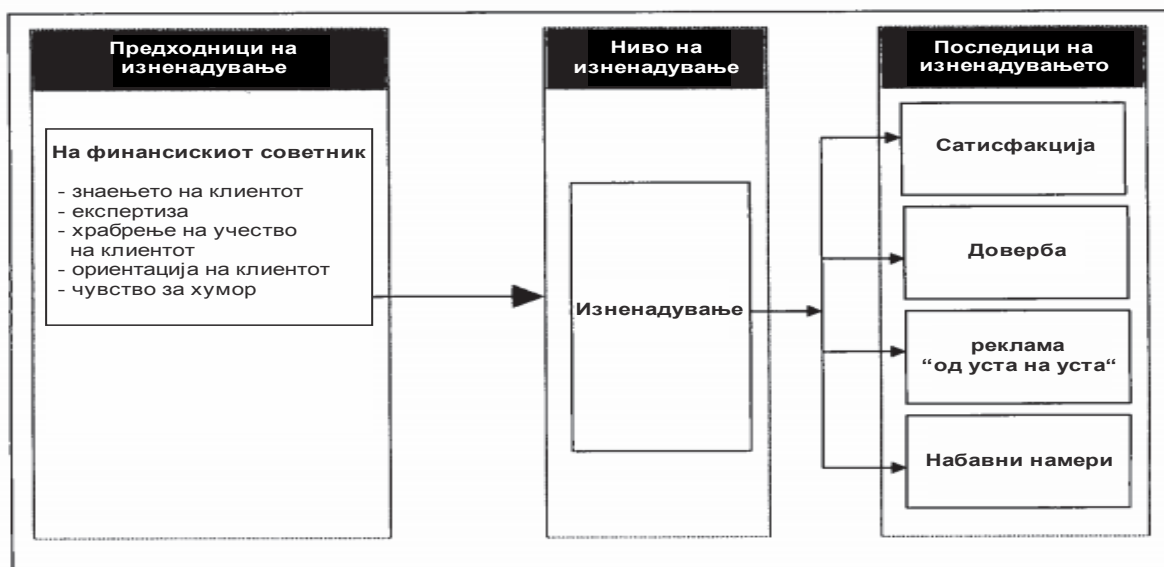 Предходници на
изненадување
На финансискиот советник
- знаењето на клиентот
- експертиза
- храбрење на учество
на клиентот
- ориентација на клиентот
- чувство за хумор
Ниво на
изненадување
Изненадување
Последици на
изненадувањето
Сатисфакција
Доверба
реклама
“од уста на уста“
Набавни намери